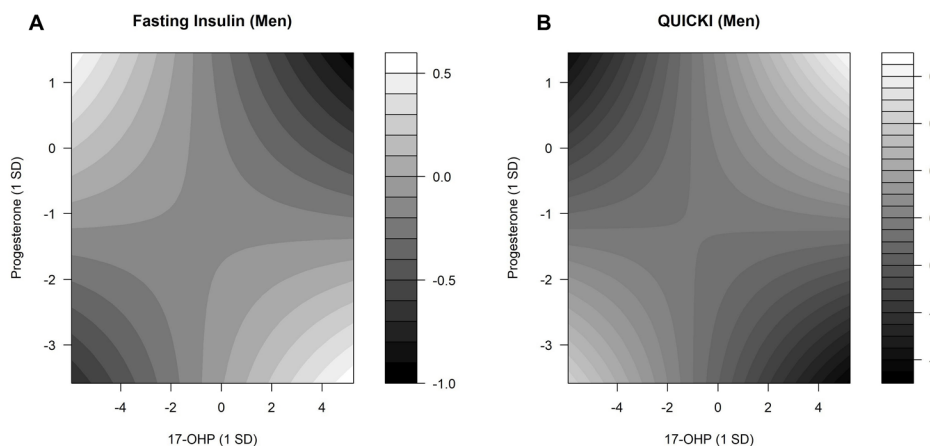 A Fasting Insulin (Men)
B QUICKI (Men)
Progesterone (1 SD)
1
0
-1
-2
-3
-4 -2 0 2 4
17-OHP (1 SD)
0.5
0.0
-0.5
-1.0
Progesterone (1 SD)
1
0
-1
-2
-3
-4 -2 0 2 4
17-OHP (1 SD)